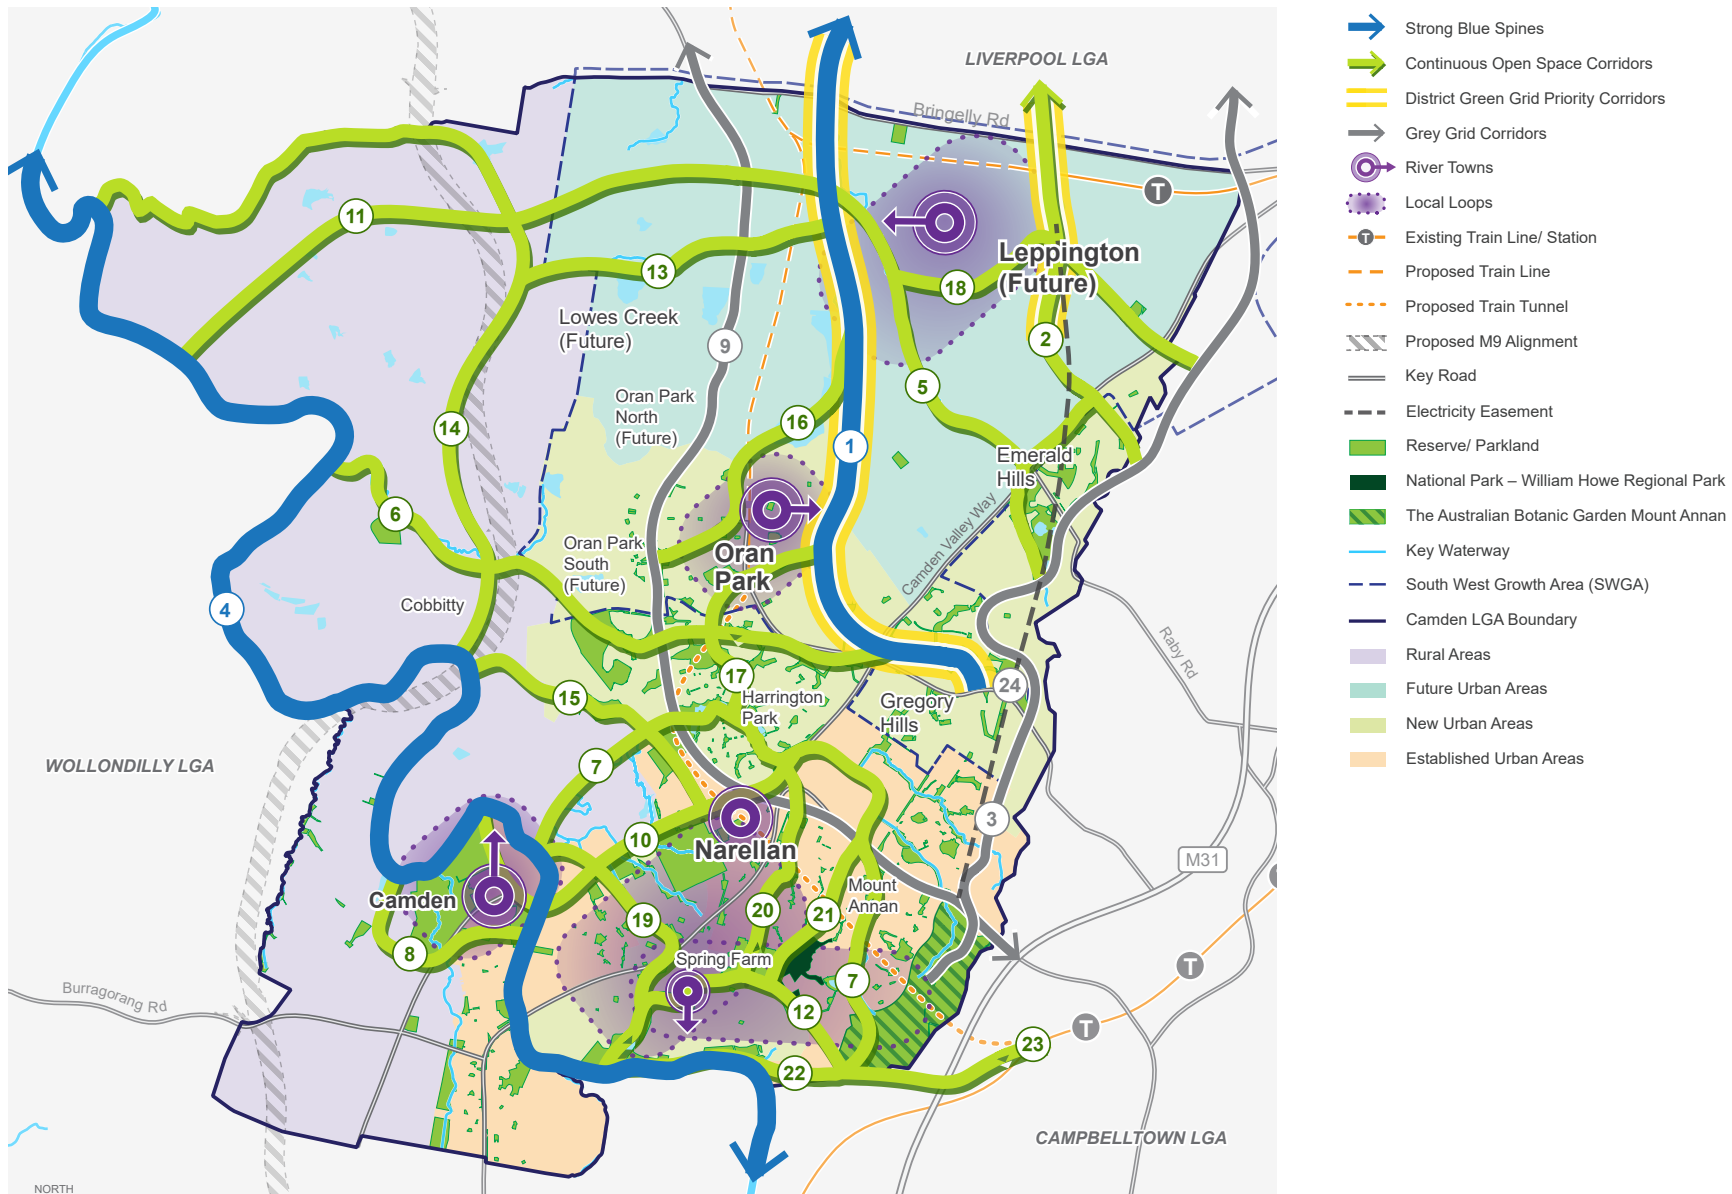 LIVERPOOL LGA
Bringelly Rd
T
11
13
18
Leppington
(Future)
Lowes Creek
(Future)
9
2
5
Oran Park
North
(Future)
16
14
1
Emerald
Hills
6
Camden Valley Way
Oran Park
South
(Future)
Oran
Park
4
Cobbitty
Raby Rd
17
24
15
Harrington
Park
Gregory
Hills
WOLLONDILLY LGA
7
3
10
Narellan
M31
Camden
Mount
Annan
20
21
19
8
Spring Farm
T
7
Burragorang Rd
12
T
23
22
CAMPBELLTOWN LGA
NORTH
Strong Blue Spines
Continuous Open Space Corridors
District Green Grid Priority Corridors
Grey Grid Corridors
River Towns
Local Loops
T
Existing Train Line/ Station
Proposed Train Line
Proposed Train Tunnel
Proposed M9 Alignment
Key Road
Electricity Easement
Reserve/ Parkland
National Park – William Howe Regional Park
The Australian Botanic Garden Mount Annan
Key Waterway
South West Growth Area (SWGA)
Camden LGA Boundary
Rural Areas
Future Urban Areas
New Urban Areas
Established Urban Areas